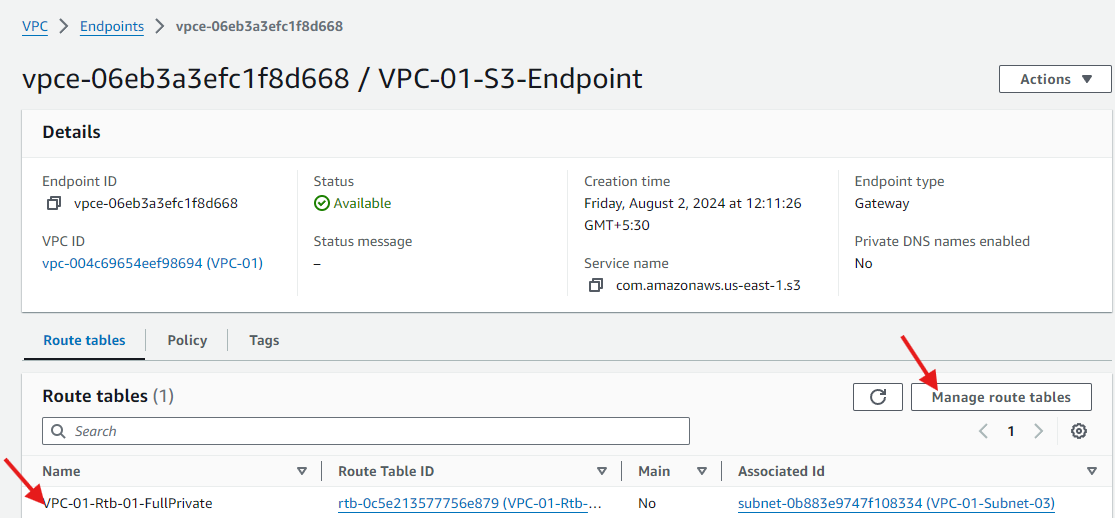 VPC > Endpoints > vpce-06eb3a3efc1f8d668
vpce-06eb3a3efc1f8d668 / VPC-01-S3-Endpoint
Actions
Details
Endpoint ID
vpce-06eb3a3efc1f8d668
VPC ID
vpc-004c69654eef98694 (VPC-01)
Status
Available
Status message
–
Creation time
Friday, August 2, 2024 at 12:11:26
GMT+5:30
Service name
com.amazonaws.us-east-1.s3
Endpoint type
Gateway
Private DNS names enabled
No
Route tables
Policy
Tags
Route tables (1)
Manage route tables
Search
1
Name
Route Table ID
Main
Associated Id
VPC-01-Rtb-01-FullPrivate
rtb-0c5e213577756e879 (VPC-01-Rtb-...
No
subnet-0b883e9747f108334 (VPC-01-Subnet-03)